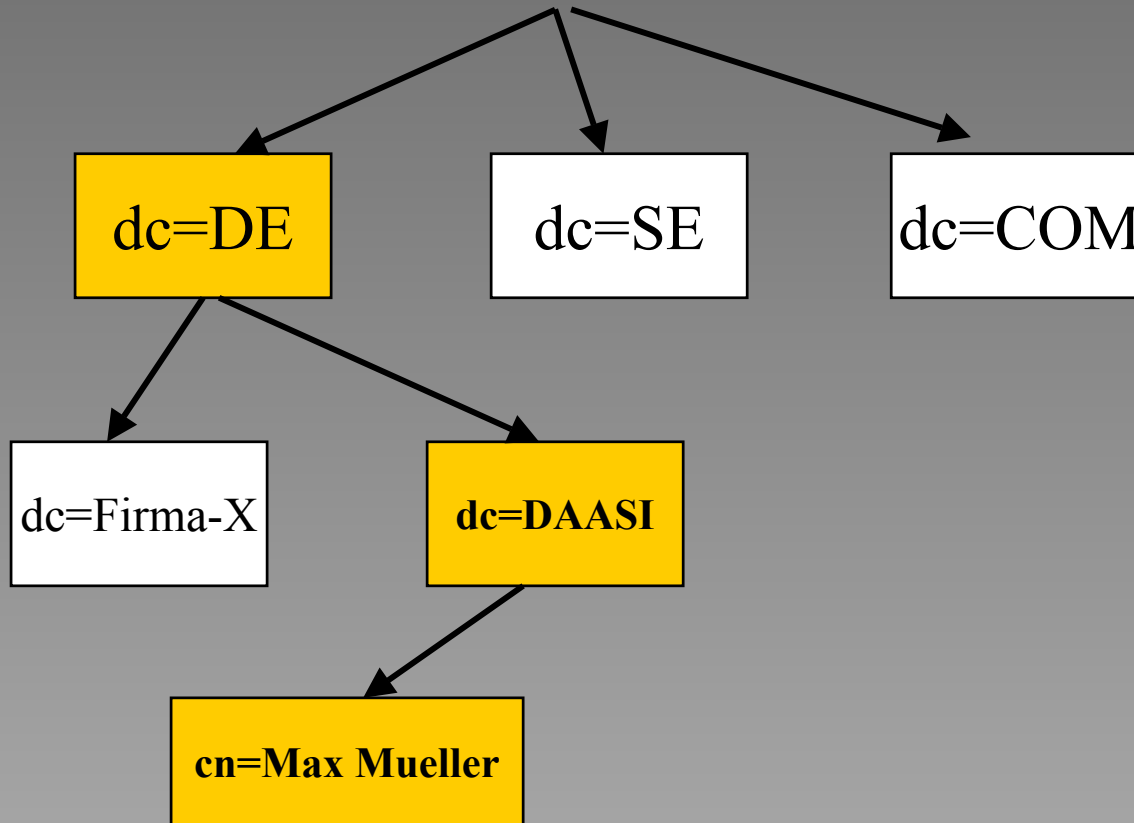 dc=DE
dc=SE
dc=COM
dc=Firma-X
dc=DAASI
cn=Max Mueller